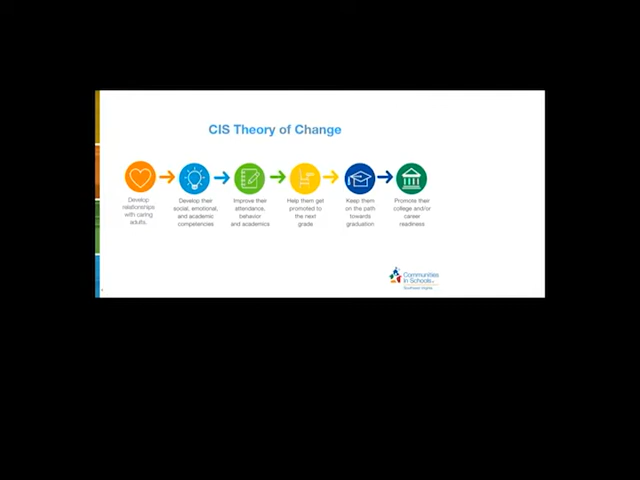 CIS Theory of Change
Develop
relationships
with caring
adults.
Develop their
social, emotional,
and academic
competencies
Improve their
attendance,
behavior
and academics
Help them get
promoted to
the next
grade
Keep them
on the path
towards
graduation
Promote their
college and/or
career
readiness
Communities
In Schools